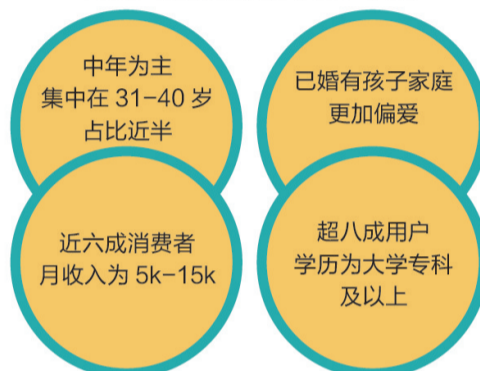 中年为主
集中在 31-40 岁
占比近半
已婚有孩子家庭
更加偏爱
近六成消费者
月收入为 5k-15k
超八成用户
学历为大学专科
及以上